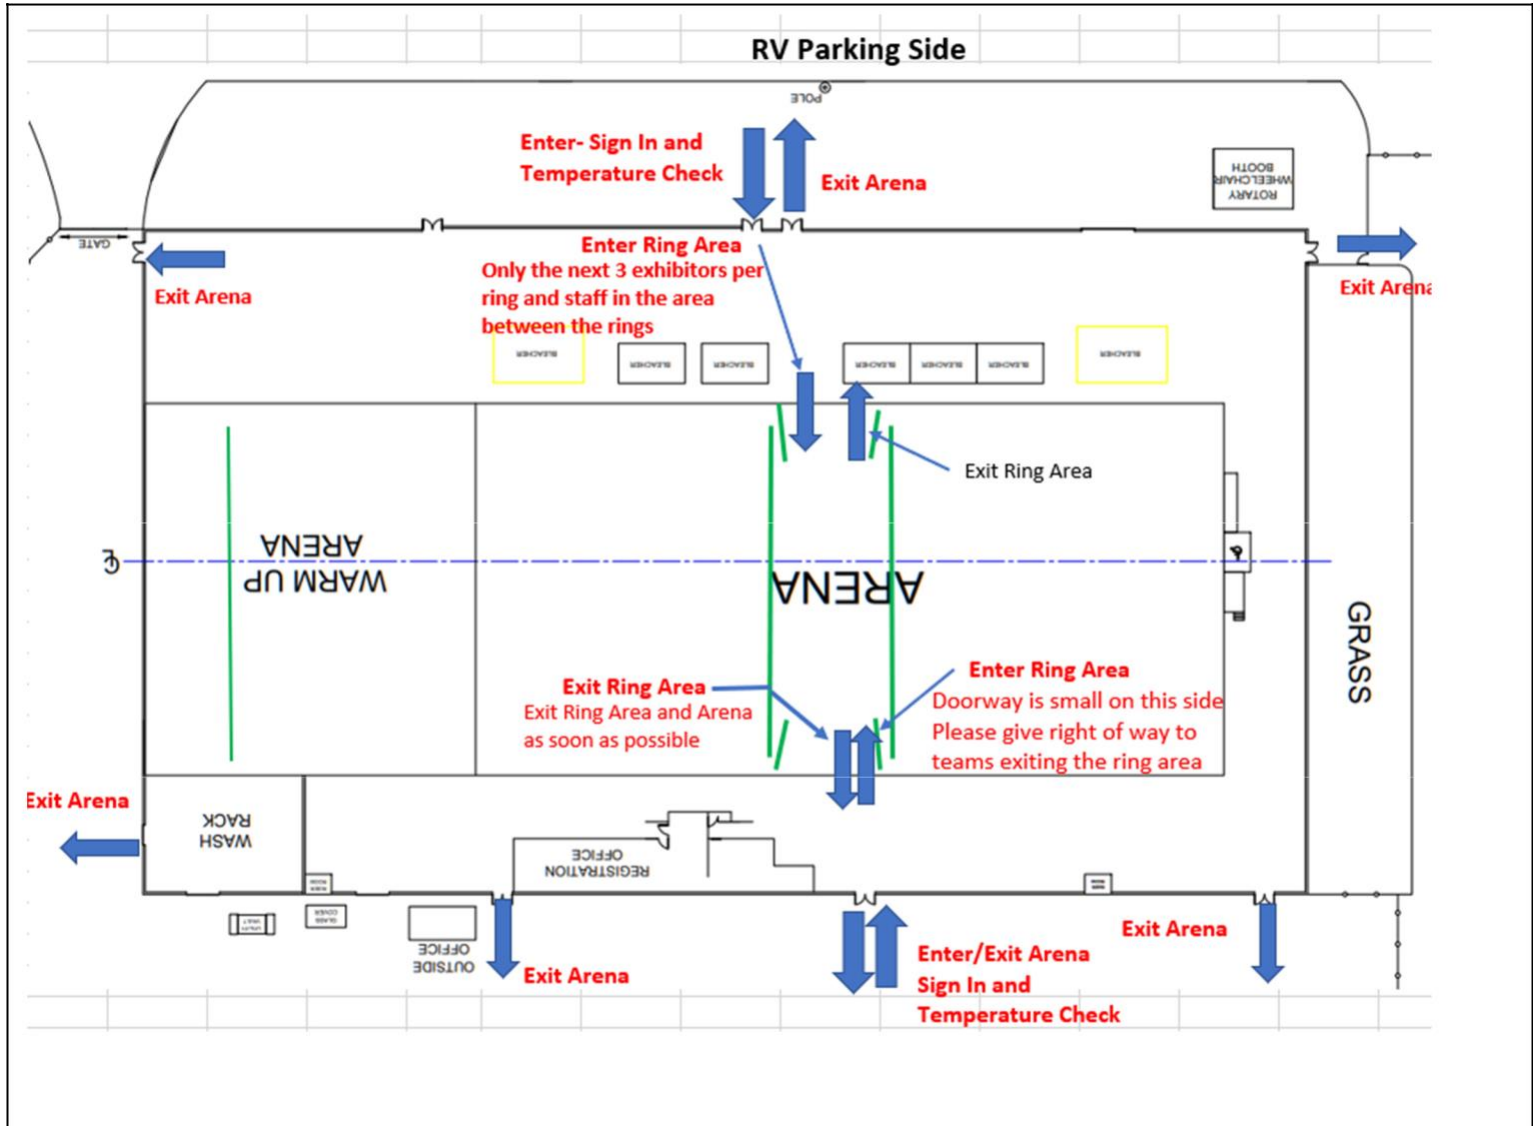 RV Parking Side
POLE
Enter- Sign In and
Temperature Check
Exit Arena
ROTARY
WHEELCHAIR
BOOTH
GATE
Exit Arena
Enter Ring Area
Only the next 3 exhibitors per
ring and staff in the area
between the rings
Exit Arena
BLEACHER
BLEACHER
BLEACHER
BLEACHER
BLEACHER
BLEACHER
BLEACHER
Exit Ring Area
WARM UP
ARENA
ARENA
GRASS
Exit Ring Area
Exit Ring Area and Arena
as soon as possible
Enter Ring Area
Doorway is small on this side
Please give right of way to
teams exiting the ring area
Exit Arena
WASH
RACK
REGISTRATION
OFFICE
UTILITY
VAULT
OUTSIDE
OFFICE
Exit Arena
Enter/Exit Arena
Sign In and
Temperature Check
Exit Arena